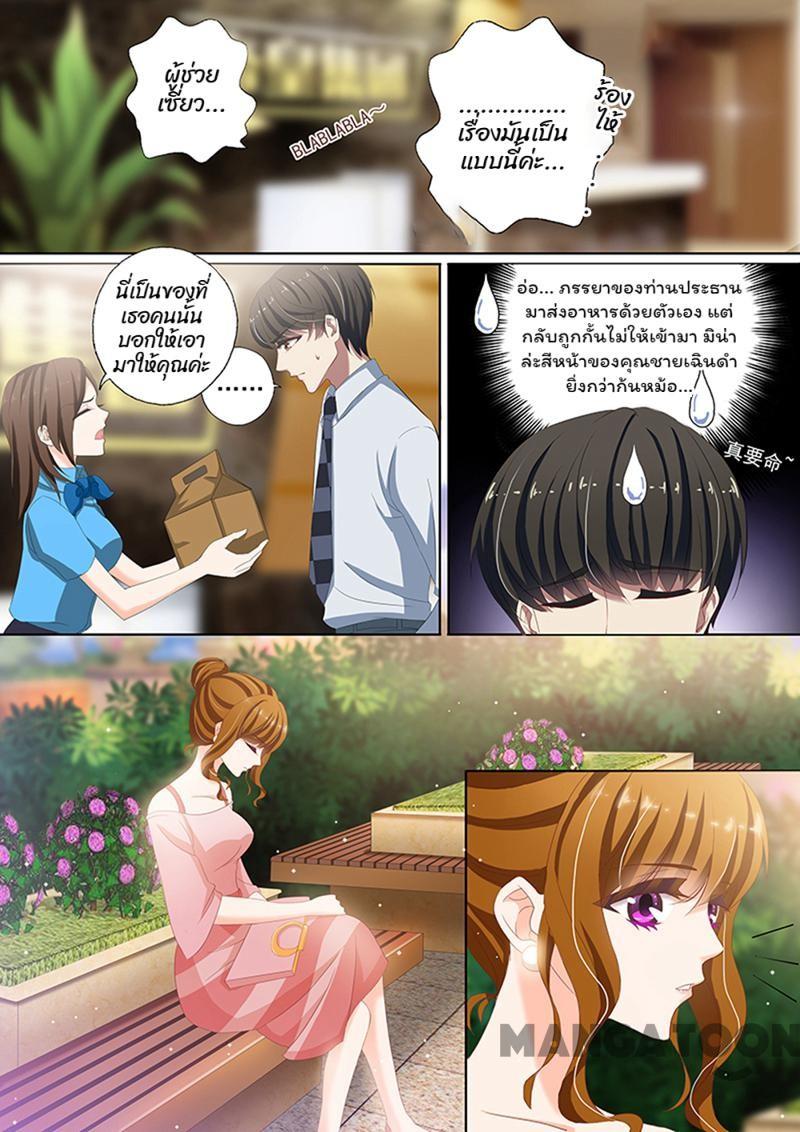 ผู้ช่วย
เซี่ยว...
BLABLABLA~
...............
เรื่องมันเป็น
แบบนี้ค่ะ...
ร้อง
ไห้
นี่เป็นของที่
เธอคนนั้น
บอกให้เอา
มาให้คุณค่ะ
......
อ่อ... ภรรยาของท่านประธาน
มาส่งอาหารด้วยตัวเอง แต่
กลับถูกกั้นไม่ให้เข้ามา มิน่า
ล่ะสีหน้าของคุณชายเฉินดำ
ยิ่งกว่าก้นหม้อ...
真要命~
MANGATOON